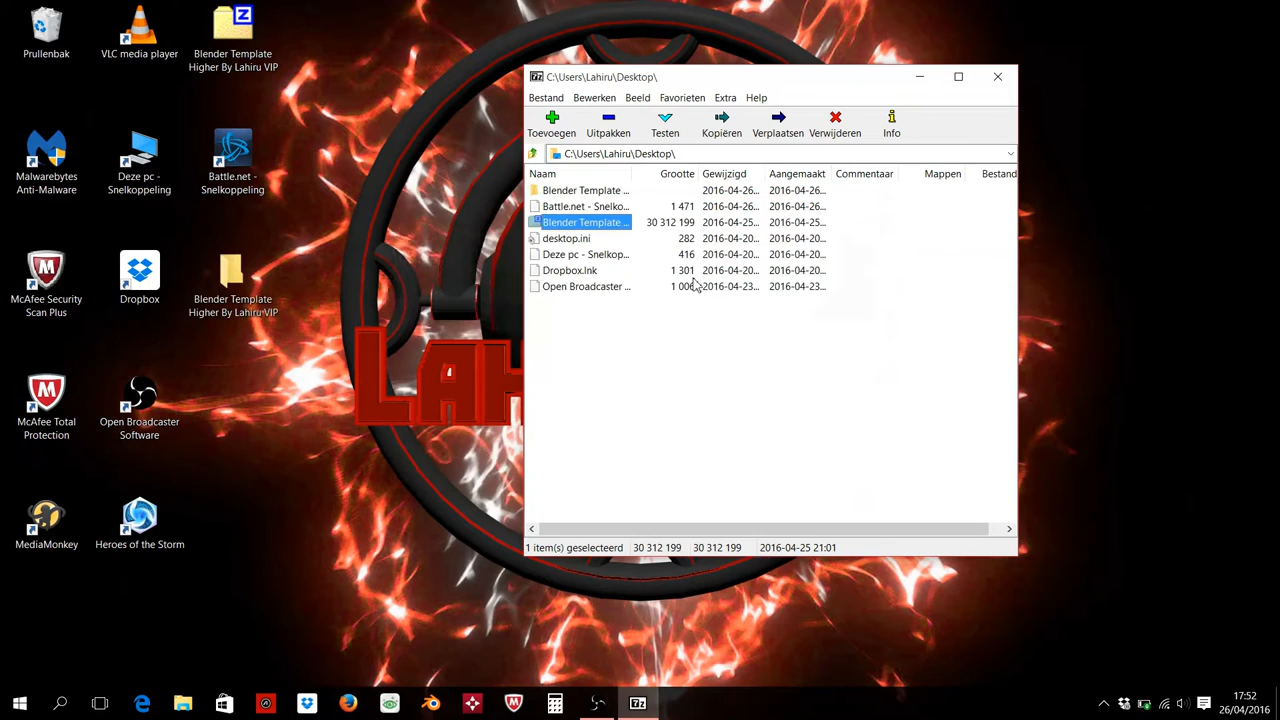 Prullenbak
VLC media player
Blender Template
Higher By Lahiru VIP
Malwarebytes
Anti-Malware
Deze pc -
Snelkoppeling
Battle.net -
Snelkoppeling
McAfee Security
Scan Plus
Dropbox
Blender Template
Higher By Lahiru VIP
McAfee Total
Protection
Open Broadcaster
Software
MediaMonkey
Heroes of the Storm
LAH
C:\Users\Lahiru\Desktop\
Bestand Bewerken Beeld Favorieten Extra Help
Toevoegen Uitpakken Testen Kopiëren Verplaatsen Verwijderen Info
C:\Users\Lahiru\Desktop\
Naam Grootte Gewijzigd Aangemaakt Commentaar Mappen Bestand
Blender Template ... 2016-04-26... 2016-04-26...
Battle.net - Snelko... 1 471 2016-04-26... 2016-04-26...
Blender Template ... 30 312 199 2016-04-25... 2016-04-25...
desktop.ini 282 2016-04-20... 2016-04-20...
Deze pc - Snelkop... 416 2016-04-20... 2016-04-20...
Dropbox.lnk 1 301 2016-04-20... 2016-04-20...
Open Broadcaster ... 1 006 2016-04-23... 2016-04-23...
1 item(s) geselecteerd 30 312 199 30 312 199 2016-04-25 21:01
17:52
26/04/2016